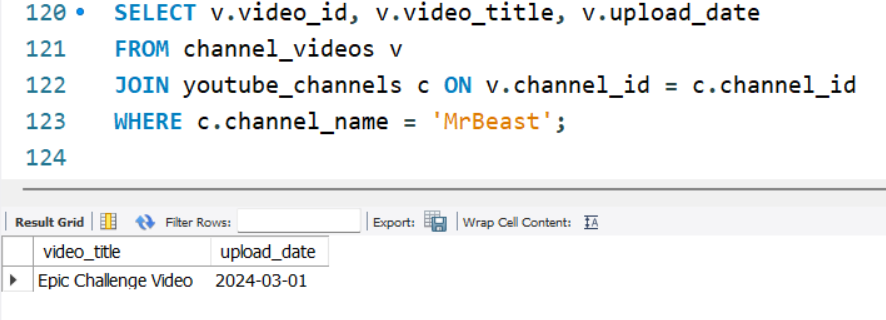 120 SELECT v.video_id, v.video_title, v.upload_date
121 FROM channel_videos v
122 JOIN youtube_channels c ON v.channel_id = c.channel_id
123 WHERE c.channel_name = 'MrBeast';
124
Result Grid Filter Rows: Export: Wrap Cell Content: IA
video_title upload_date
Epic Challenge Video 2024-03-01